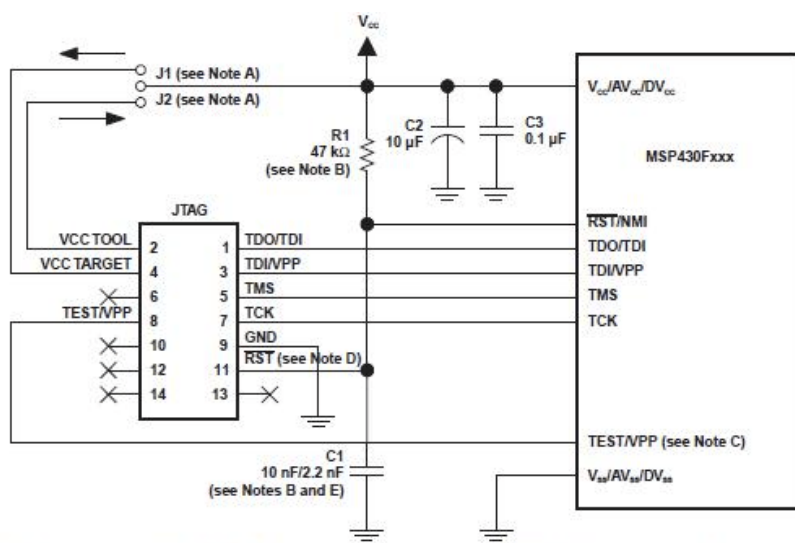 Vcc
J1 (see Note A)
J2 (see Note A)
Vcc/AVcc/DVcc
R1
47 kΩ
(see Note B)
C2
10 µF
C3
0.1 µF
MSP430Fxxx
JTAG
RST/NMI
VCC TOOL
2
1
TDO/TDI
TDO/TDI
VCC TARGET
4
3
TDI/VPP
TDI/VPP
6
5
TMS
TMS
TEST/VPP
8
7
TCK
TCK
10
9
GND
12
11
RST (see Note D)
14
13
TEST/VPP (see Note C)
C1
10 nF/2.2 nF
(see Notes B and E)
Vss/AVss/DVss